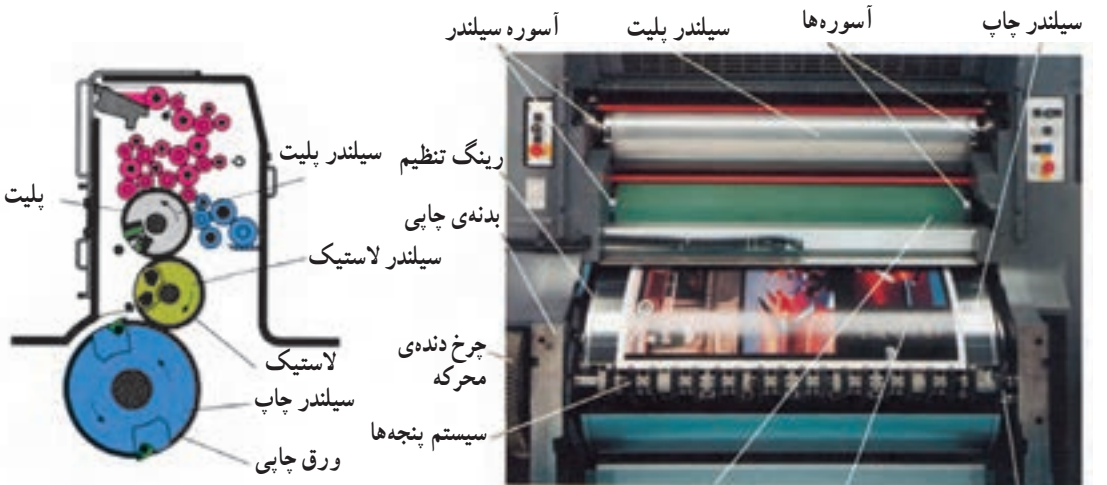 سیلندر چاپ
آسوره‌ها
سیلندر پلیت
آسوره سیلندر
رینگ تنظیم
بدنه‌ی چاپی
چرخ دنده‌ی
محرکه
سیستم پنجه‌ها
سیلندر پلیت
پلیت
سیلندر لاستیک
لاستیک
سیلندر چاپ
ورق چاپی